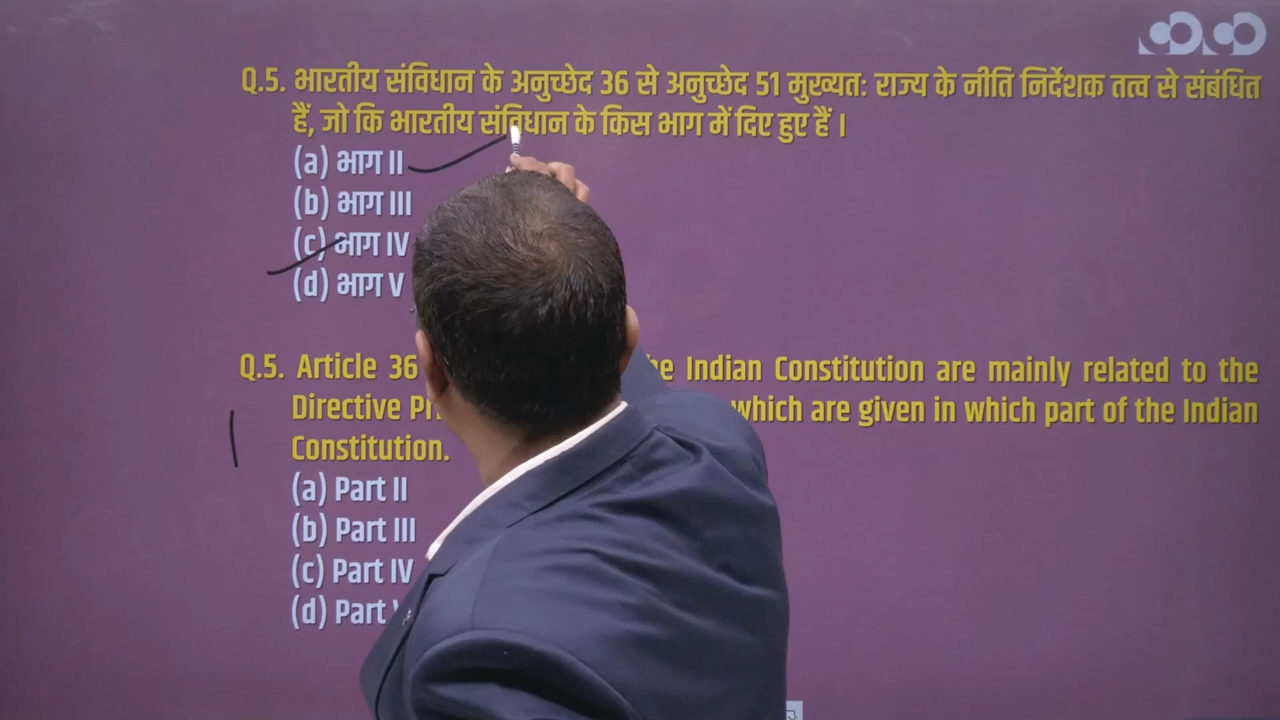 Q.5. भारतीय संविधान के अनुच्छेद 36 से अनुच्छेद 51 मुख्यत: राज्य के नीति निर्देशक तत्व से संबंधित
हैं, जो कि भारतीय संविधान के किस भाग में दिए हुए हैं ।
(a) भाग II
(b) भाग III
(c) भाग IV
(d) भाग V
Q.5. Article 36 Indian Constitution are mainly related to the
Directive which are given in which part of the Indian
Constitution.
(a) Part II
(b) Part III
(c) Part IV
(d) Part